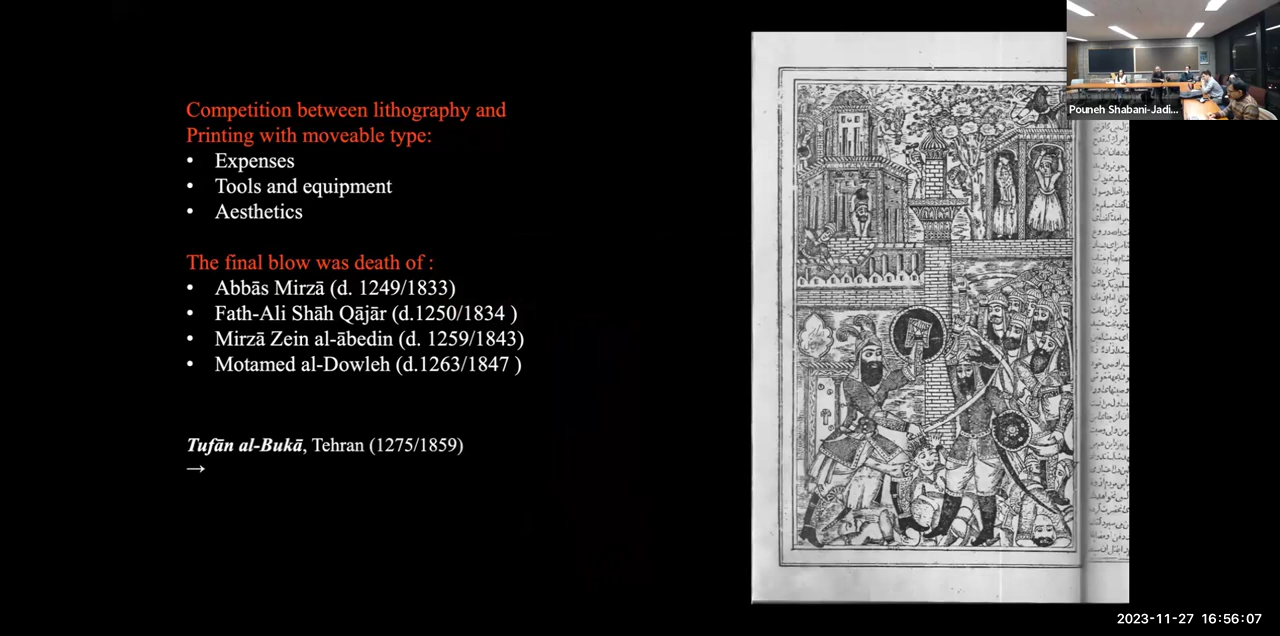 Competition between lithography and
Printing with moveable type:
• Expenses
• Tools and equipment
• Aesthetics
The final blow was death of :
• Abbās Mirzā (d. 1249/1833)
• Fath-Ali Shāh Qājār (d.1250/1834 )
• Mirzā Zein al-ābedin (d. 1259/1843)
• Motamed al-Dowleh (d.1263/1847 )
Tufān al-Bukā, Tehran (1275/1859)
→
Pouneh Shabani-Jadi...
2023-11-27 16:56:07